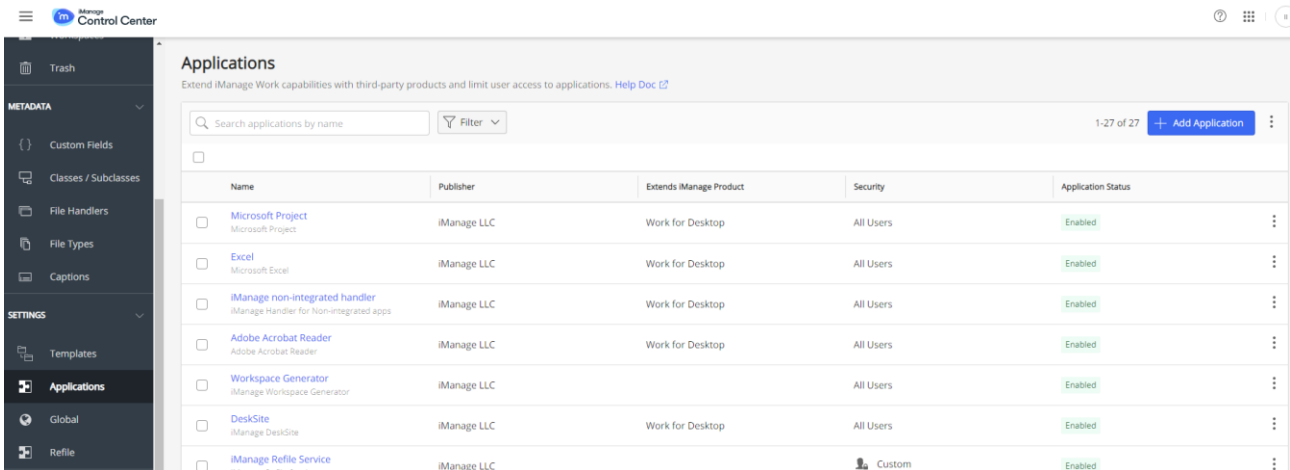 iManage
Control Center
Workspaces
Trash
METADATA
Custom Fields
Classes / Subclasses
File Handlers
File Types
Captions
SETTINGS
Templates
Applications
Global
Refile
Applications
Extend iManage Work capabilities with third-party products and limit user access to applications. Help Doc
Search applications by name
Filter
1-27 of 27
Add Application
Name Publisher Extends iManage Product Security Application Status
Microsoft Project
Microsoft Project
iManage LLC Work for Desktop All Users Enabled
Excel
Microsoft Excel
iManage LLC Work for Desktop All Users Enabled
iManage non-integrated handler
iManage Handler for Non-integrated apps
iManage LLC Work for Desktop All Users Enabled
Adobe Acrobat Reader
Adobe Acrobat Reader
iManage LLC Work for Desktop All Users Enabled
Workspace Generator
iManage Workspace Generator
iManage LLC All Users Enabled
DeskSite
iManage DeskSite
iManage LLC Work for Desktop All Users Enabled
iManage Refile Service
iManage LLC Custom Enabled